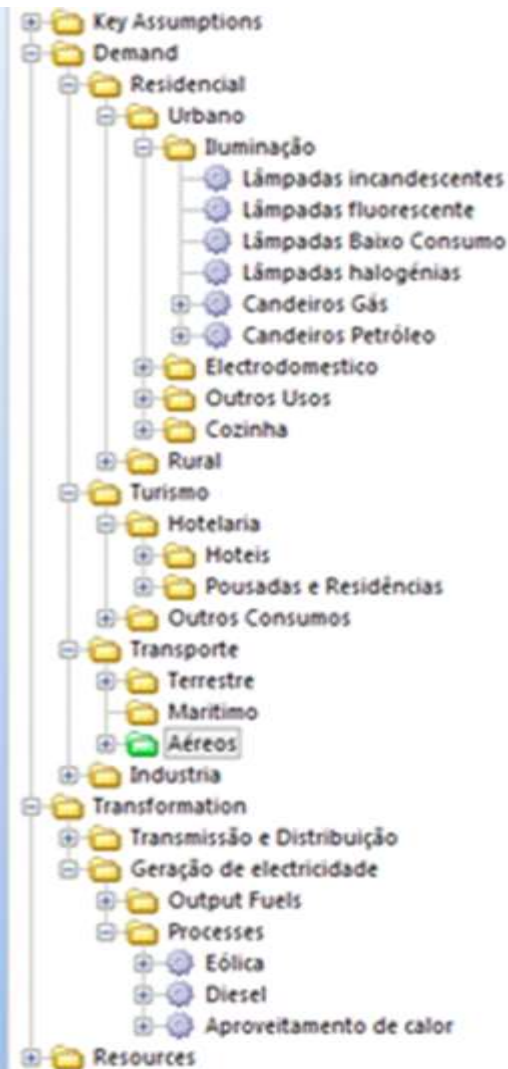 Key Assumptions
Demand
Residencial
Urbano
Iluminação
Lâmpadas incandescentes
Lâmpadas fluorescente
Lâmpadas Baixo Consumo
Lâmpadas halogénias
Candeiros Gás
Candeiros Petróleo
Electrodomestico
Outros Usos
Cozinha
Rural
Turismo
Hotelaria
Hoteis
Pousadas e Residências
Outros Consumos
Transporte
Terrestre
Maritimo
Aéreos
Industria
Transformation
Transmissão e Distribuição
Geração de electricidade
Output Fuels
Processes
Eólica
Diesel
Aproveitamento de calor
Resources